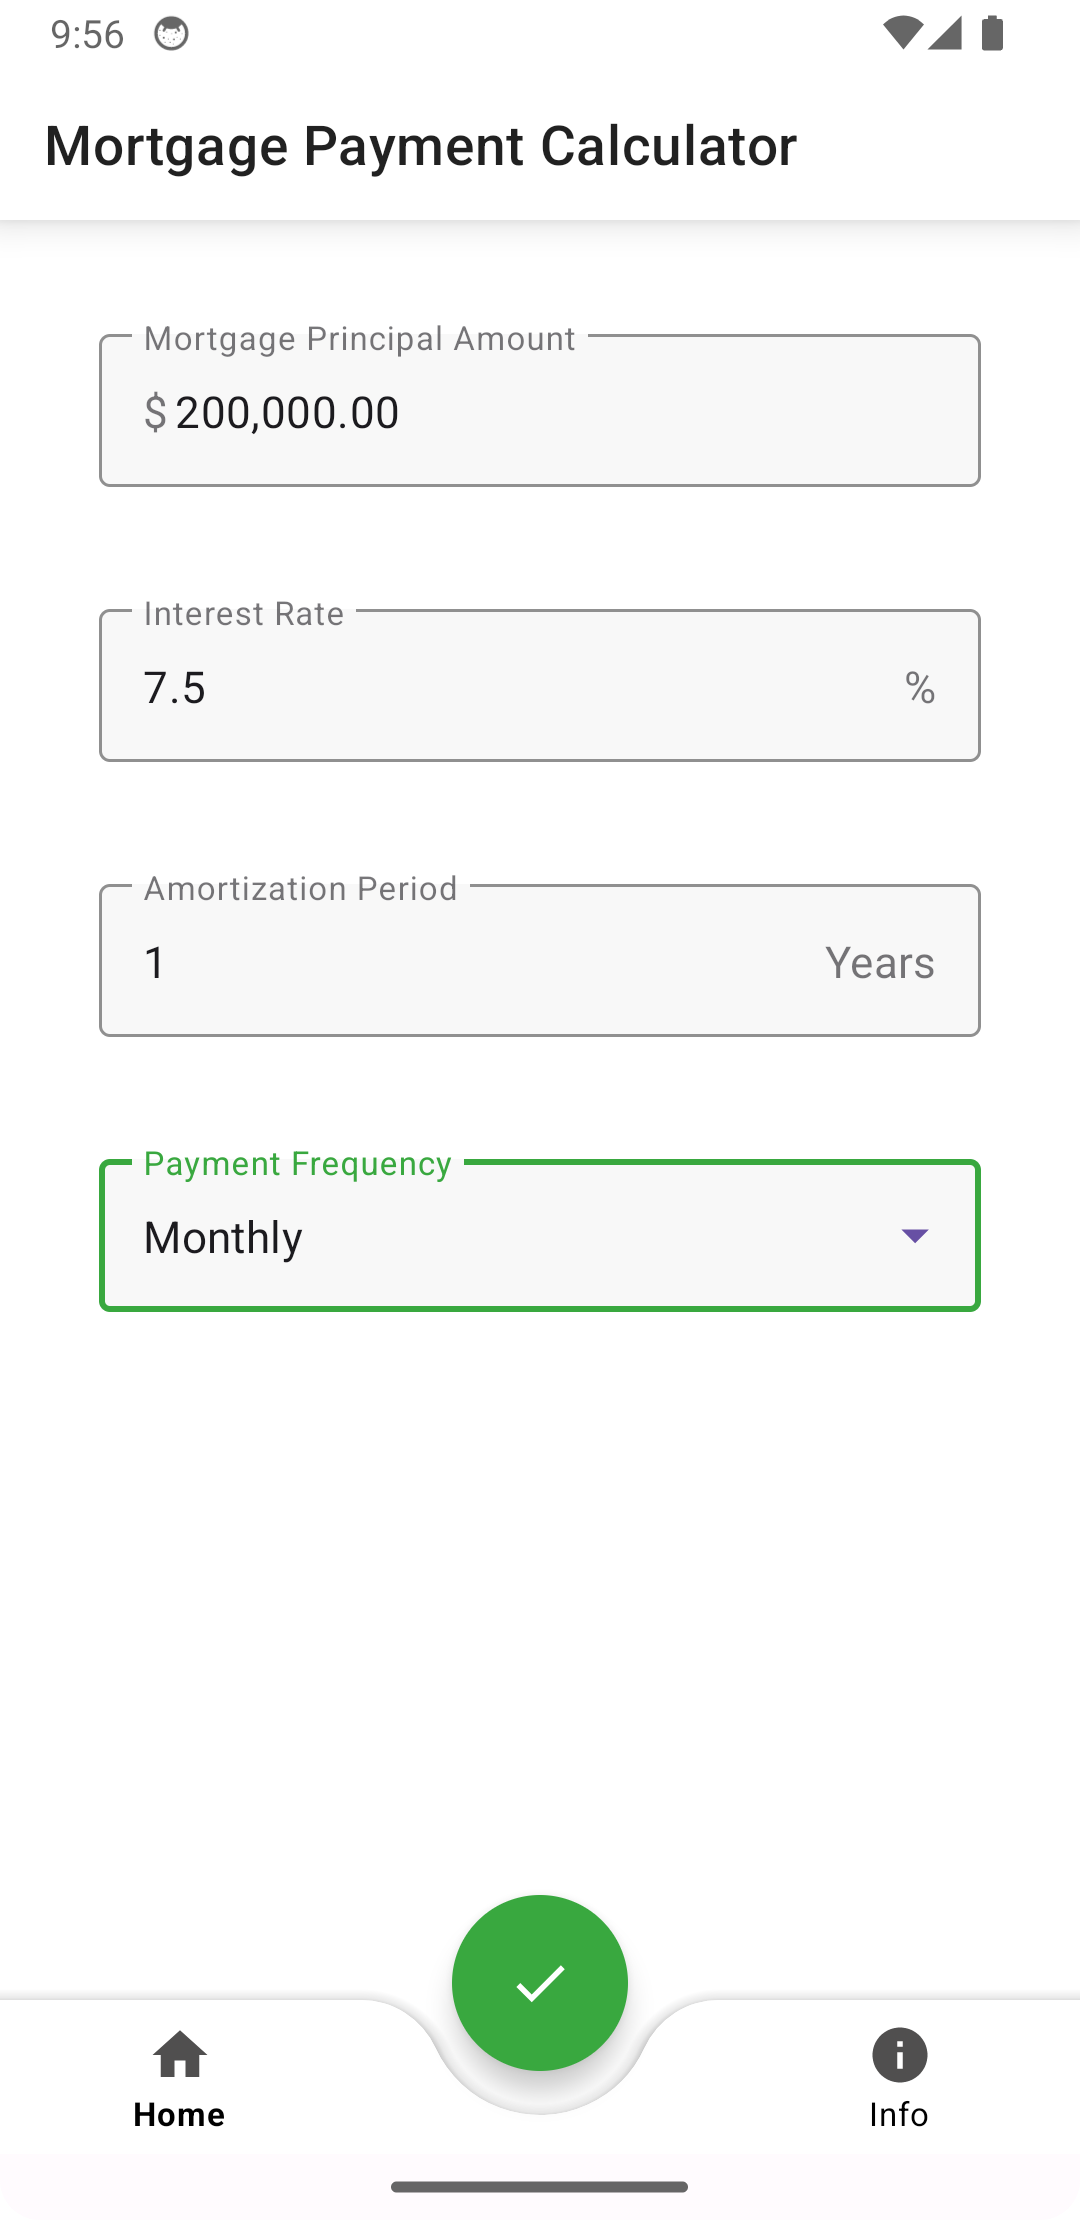 9:56
Mortgage Payment Calculator
Mortgage Principal Amount
$ 200,000.00
Interest Rate
7.5 %
Amortization Period
1 Years
Payment Frequency
Monthly
Home
Info